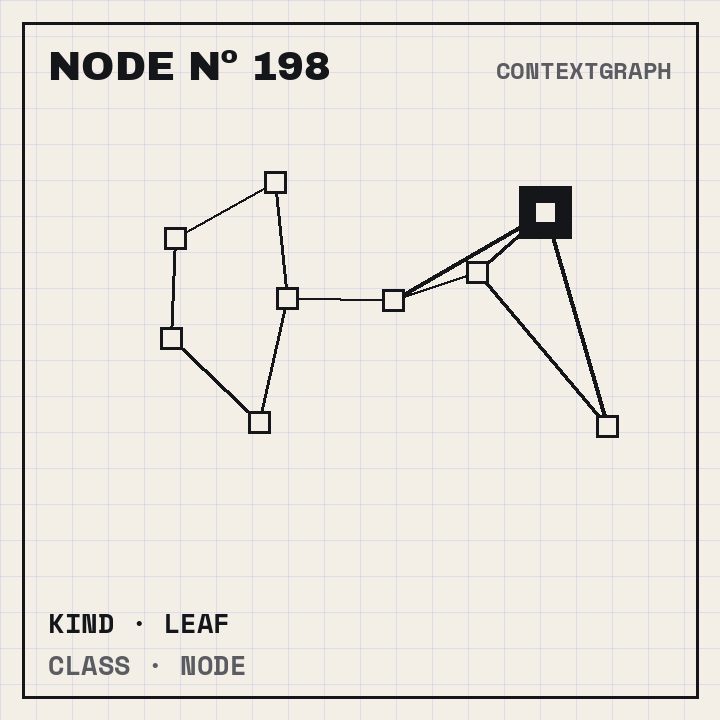 NODE Nº 198
CONTEXTGRAPH
KIND · LEAF
CLASS · NODE